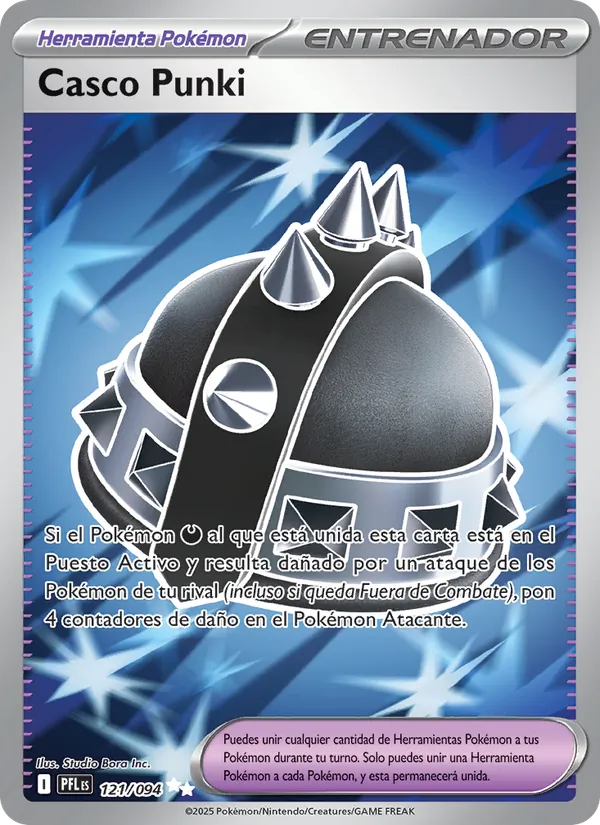 Herramienta Pokémon
ENTRENADOR
Casco Punki
Si el Pokémon al que está unida esta carta está en el
Puesto Activo y resulta dañado por un ataque de los
Pokémon de tu rival (incluso si queda Fuera de Combate), pon
4 contadores de daño en el Pokémon Atacante.
Puedes unir cualquier cantidad de Herramientas Pokémon a tus
Pokémon durante tu turno. Solo puedes unir una Herramienta
Pokémon a cada Pokémon, y esta permanecerá unida.
Ilus. Studio Bora Inc.
I PFL ES 121/094
©2025 Pokémon/Nintendo/Creatures/GAME FREAK